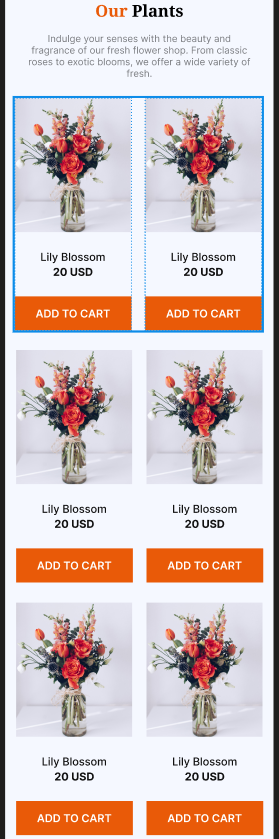 Our Plants
Indulge your senses with the beauty and
fragrance of our fresh flower shop. From classic
roses to exotic blooms, we offer a wide variety of
fresh.
Lily Blossom
20 USD
ADD TO CART
Lily Blossom
20 USD
ADD TO CART
Lily Blossom
20 USD
ADD TO CART
Lily Blossom
20 USD
ADD TO CART
Lily Blossom
20 USD
ADD TO CART
Lily Blossom
20 USD
ADD TO CART